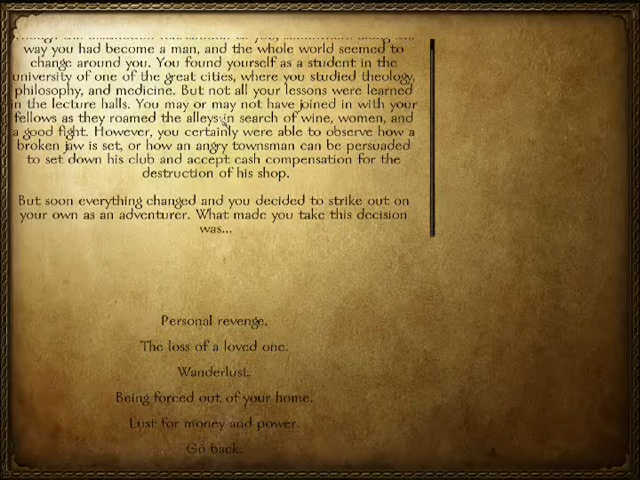 way you had become a man, and the whole world seemed to
change around you. You found yourself as a student in the
university of one of the great cities, where you studied theology,
philosophy, and medicine. But not all your lessons were learned
in the lecture halls. You may or may not have joined in with your
fellows as they roamed the alleys in search of wine, women, and
a good fight. However, you certainly were able to observe how a
broken jaw is set, or how an angry townsman can be persuaded
to set down his club and accept cash compensation for the
destruction of his shop.
But soon everything changed and you decided to strike out on
your own as an adventurer. What made you take this decision
was...
Personal revenge.
The loss of a loved one.
Wanderlust.
Being forced out of your home.
Lust for money and power.
Go back.